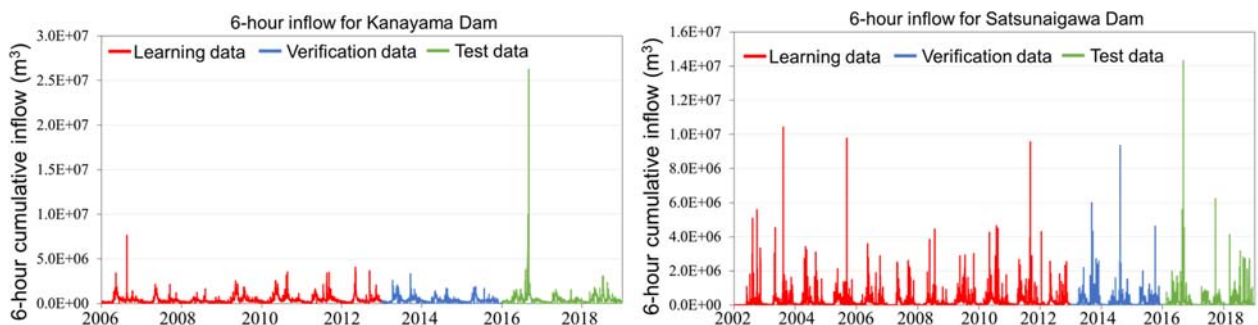 6-hour inflow for Kanayama Dam
6-hour cumulative inflow (m³)
3.0E+07
2.5E+07
2.0E+07
1.5E+07
1.0E+07
5.0E+06
0.0E+00
Learning data Verification data Test data
2006 2008 2010 2012 2014 2016 2018
6-hour inflow for Satsunaigawa Dam
6-hour cumulative inflow (m³)
1.6E+07
1.4E+07
1.2E+07
1.0E+07
8.0E+06
6.0E+06
4.0E+06
2.0E+06
0.0E+00
Learning data Verification data Test data
2002 2004 2006 2008 2010 2012 2014 2016 2018